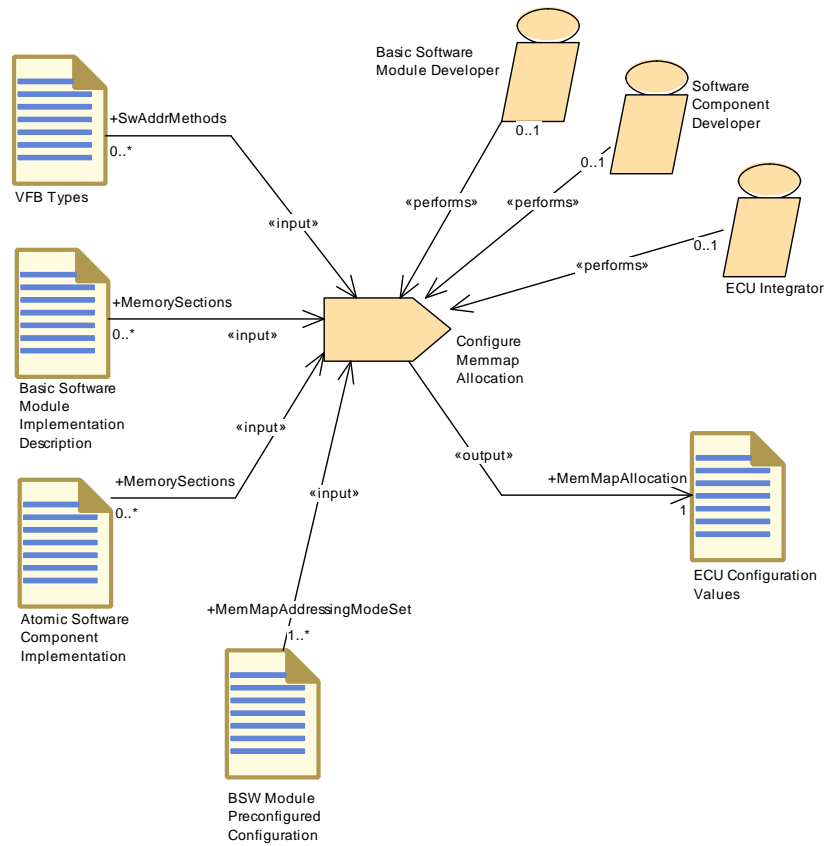 Basic Software
Module Developer
0..1
Software
Component
Developer
0..1
+SwAddrMethods
0..*
VFB Types
«input»
«performs»
«performs»
«performs»
0..1
ECU Integrator
+MemorySections
0..*
«input»
Basic Software
Module
Implementation
Description
Configure
Memmap
Allocation
«input»
+MemorySections
0..*
«input»
«output»
+MemMapAllocation
1
Atomic Software
Component
Implementation
ECU Configuration
Values
+MemMapAddressingModeSet
1..*
BSW Module
Preconfigured
Configuration